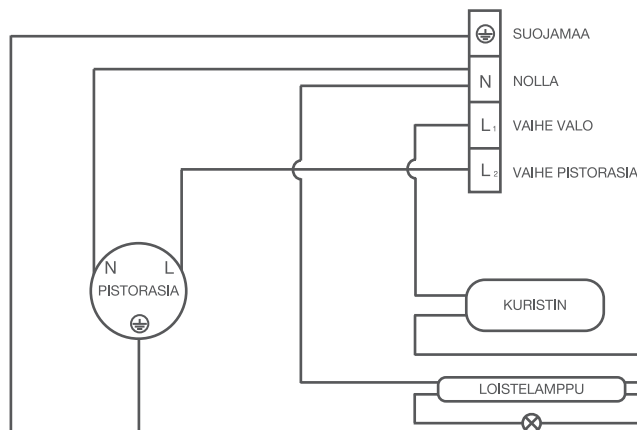 SUOJAMAA
N NOLLA
L₁ VAIHE VALO
L₂ VAIHE PISTORASIA
N L
PISTORASIA
KURISTIN
LOISTELAMPPU